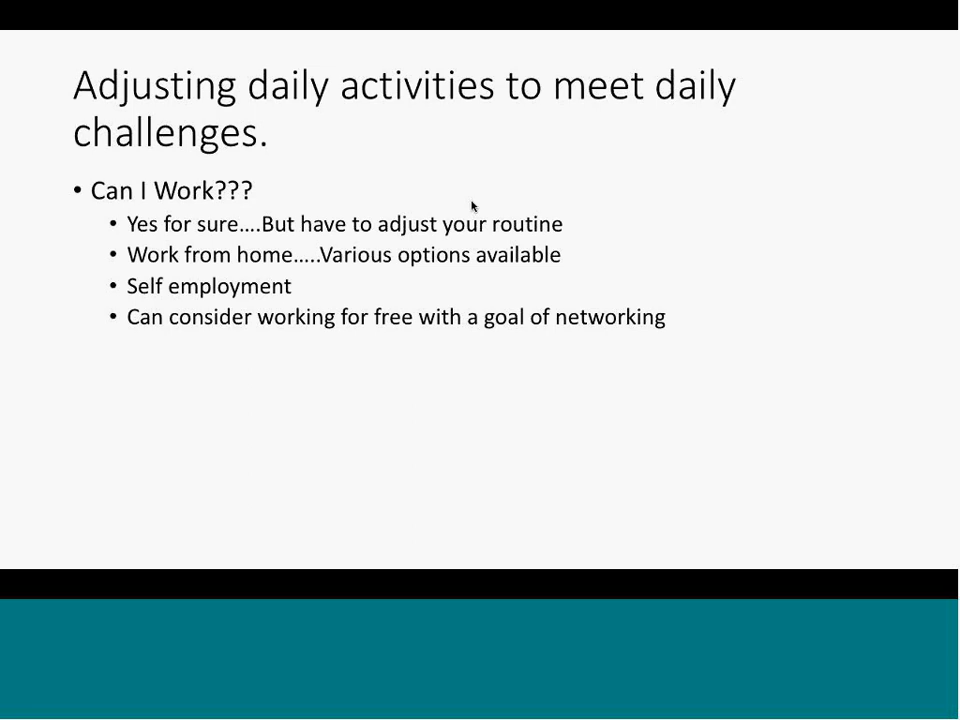 Adjusting daily activities to meet daily
challenges.
• Can I Work???
• Yes for sure....But have to adjust your routine
• Work from home.....Various options available
• Self employment
• Can consider working for free with a goal of networking